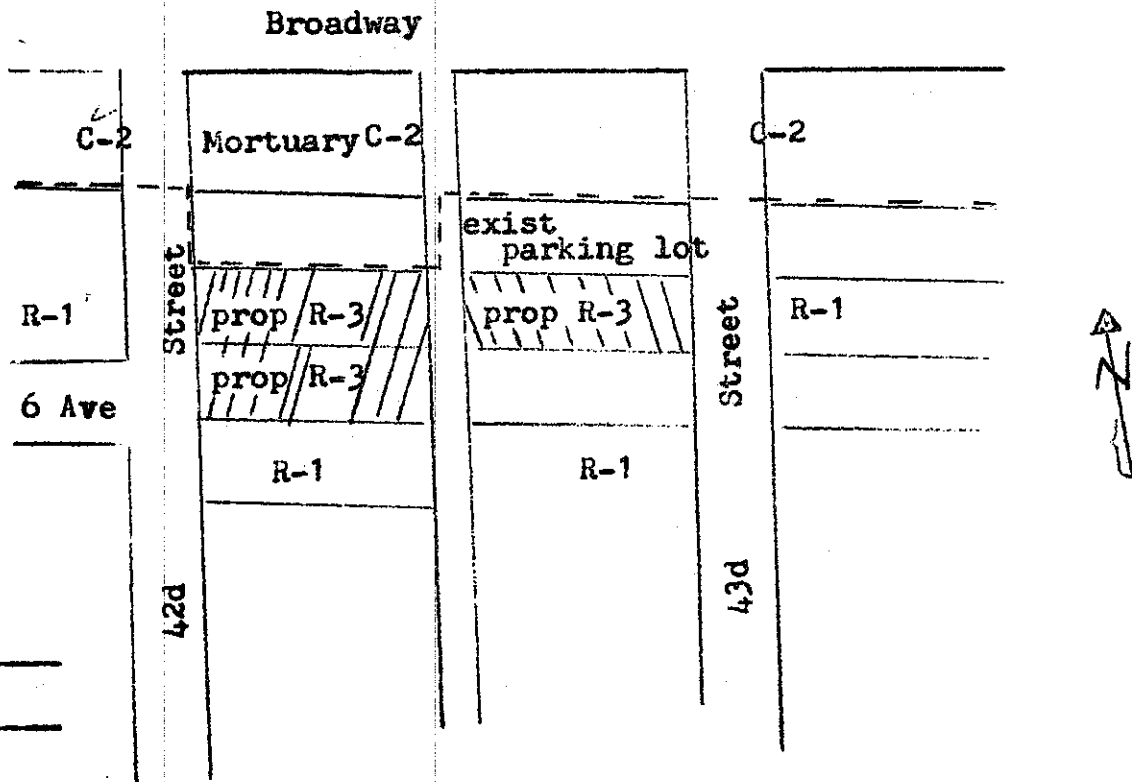 Broadway
C-2
Mortuary C-2
C-2
exist
parking lot
Street
R-1
prop R-3
prop R-3
Street
R-1
prop R-3
6 Ave
R-1
R-1
42d
43d
N